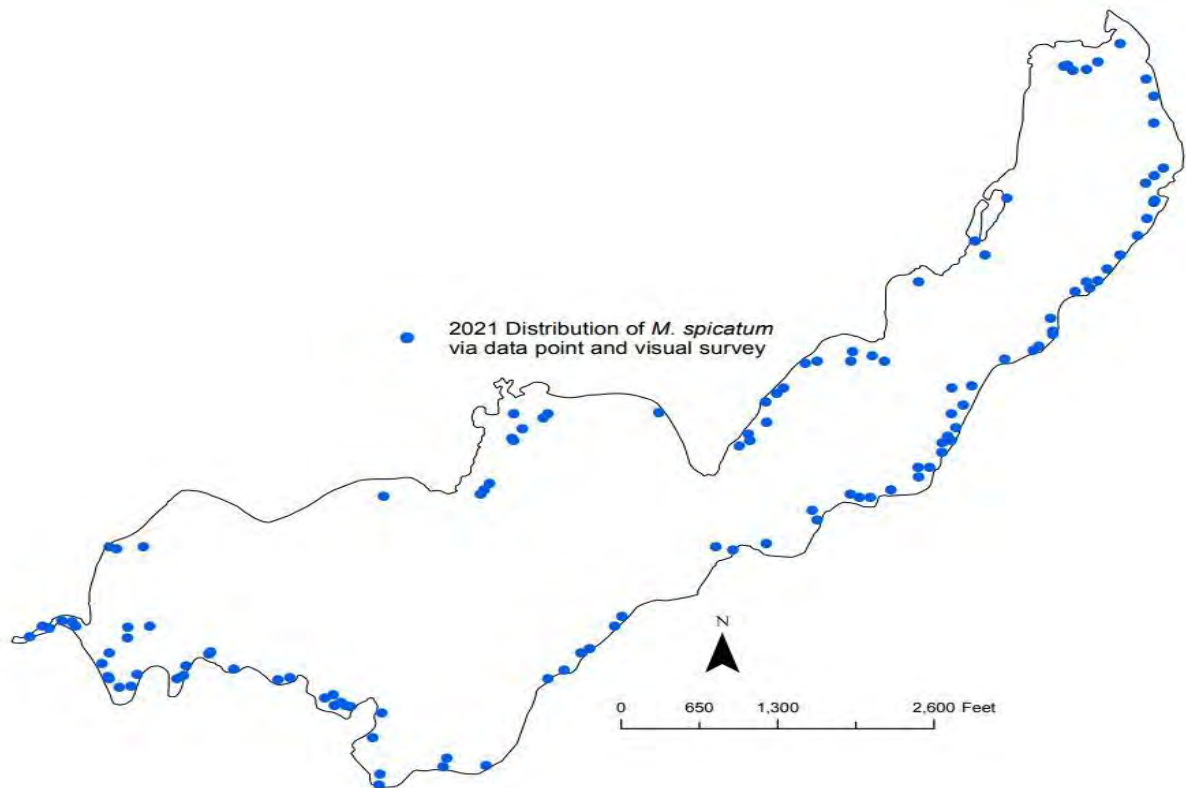 2021 Distribution of M. spicatum
via data point and visual survey
N
0 650 1,300 2,600 Feet